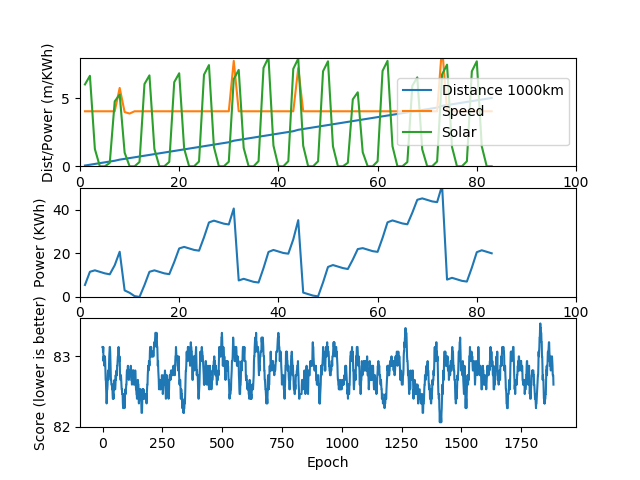 Dist/Power (m/KWh)
5
0
Distance 1000km
Speed
Solar
0 20 40 60 80 100
Power (KWh)
40
20
0
0 20 40 60 80 100
Score (lower is better)
83
82
0 250 500 750 1000 1250 1500 1750
Epoch